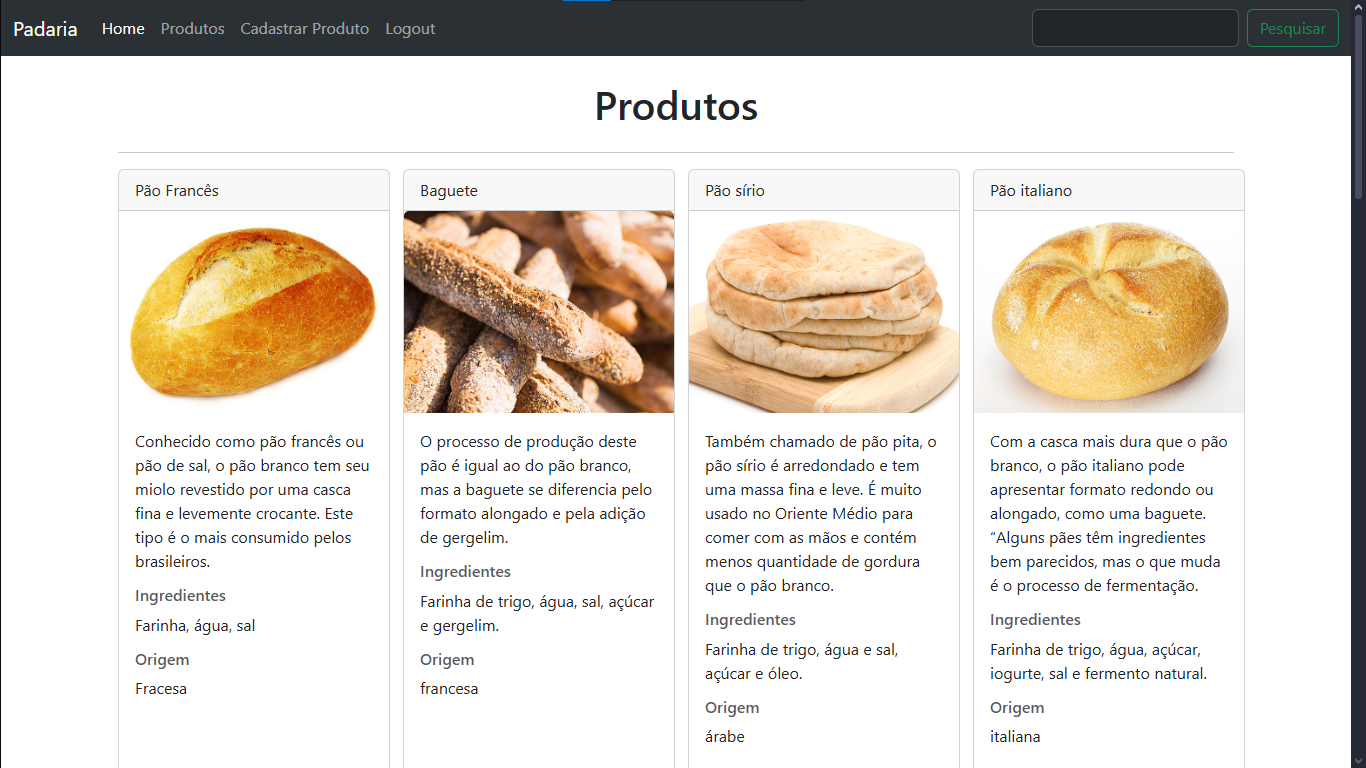 Padaria Home Produtos Cadastrar Produto Logout Pesquisar
Produtos
Pão Francês
Conhecido como pão francês ou
pão de sal, o pão branco tem seu
miolo revestido por uma casca
fina e levemente crocante. Este
tipo é o mais consumido pelos
brasileiros.
Ingredientes
Farinha, água, sal
Origem
Fracesa
Baguete
O processo de produção deste
pão é igual ao do pão branco,
mas a baguete se diferencia pelo
formato alongado e pela adição
de gergelim.
Ingredientes
Farinha de trigo, água, sal, açúcar
e gergelim.
Origem
francesa
Pão sírio
Também chamado de pão pita, o
pão sírio é arredondado e tem
uma massa fina e leve. É muito
usado no Oriente Médio para
comer com as mãos e contém
menos quantidade de gordura
que o pão branco.
Ingredientes
Farinha de trigo, água e sal,
açúcar e óleo.
Origem
árabe
Pão italiano
Com a casca mais dura que o pão
branco, o pão italiano pode
apresentar formato redondo ou
alongado, como uma baguete.
“Alguns pães têm ingredientes
bem parecidos, mas o que muda
é o processo de fermentação.
Ingredientes
Farinha de trigo, água, açúcar,
iogurte, sal e fermento natural.
Origem
italiana